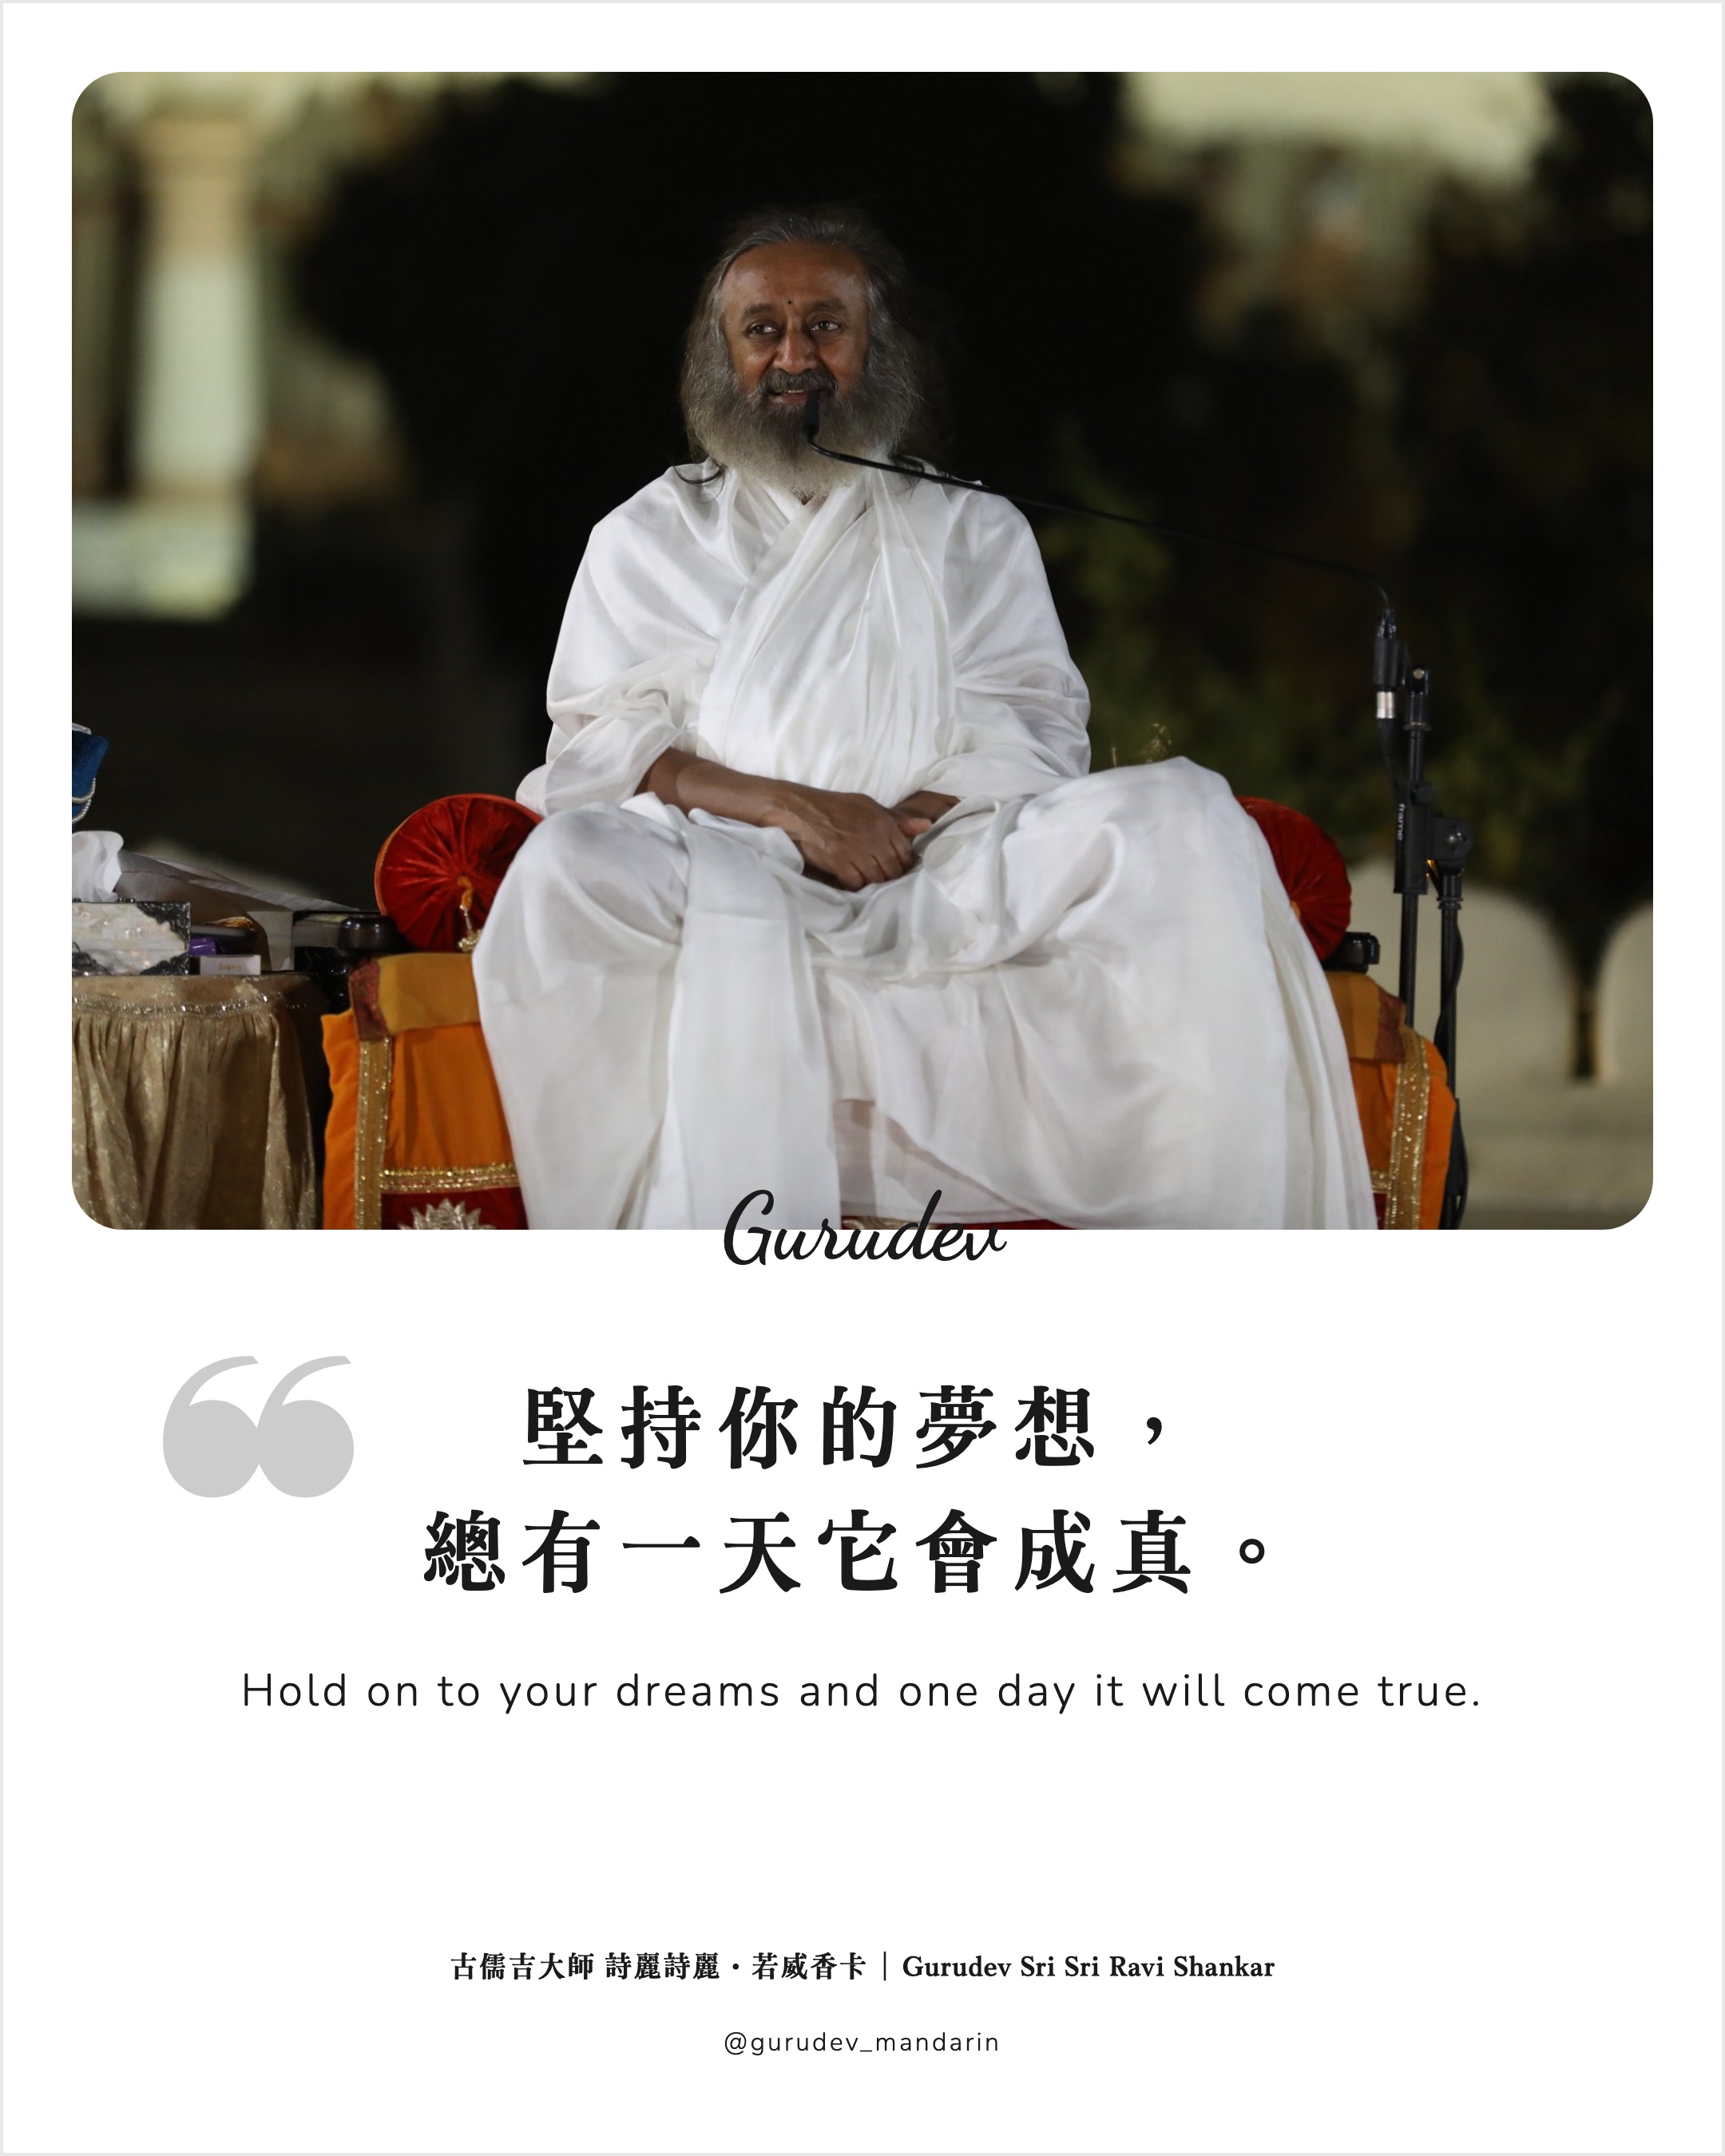 Gurudev
堅持你的夢想，
總有一天它會成真。
Hold on to your dreams and one day it will come true.
古儒吉大師 詩麗詩麗・若威香卡｜Gurudev Sri Sri Ravi Shankar
@gurudev_mandarin